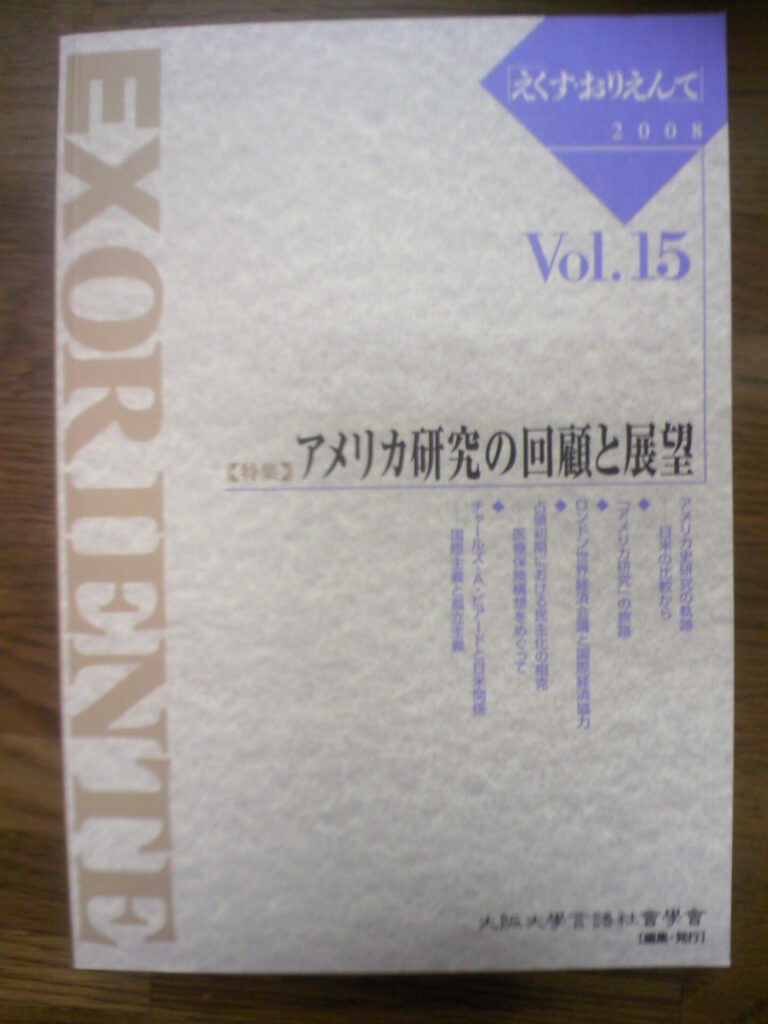 EXORIENTE
「えくす・おりえんて」
2008
Vol.15
【特集】アメリカ研究の回顧と展望
アメリカ史研究の軌跡
―日米の比較から
◆「アメリカ研究」の旅路
◆ロンドン世界経済会議と国際経済協力
◆占領初期における民主化の相克
―医療保険構想をめぐって
◆チャールズ・A・ビアードと日米関係
―国際主義と孤立主義
大阪大學言語社會學會
[編集・発行]